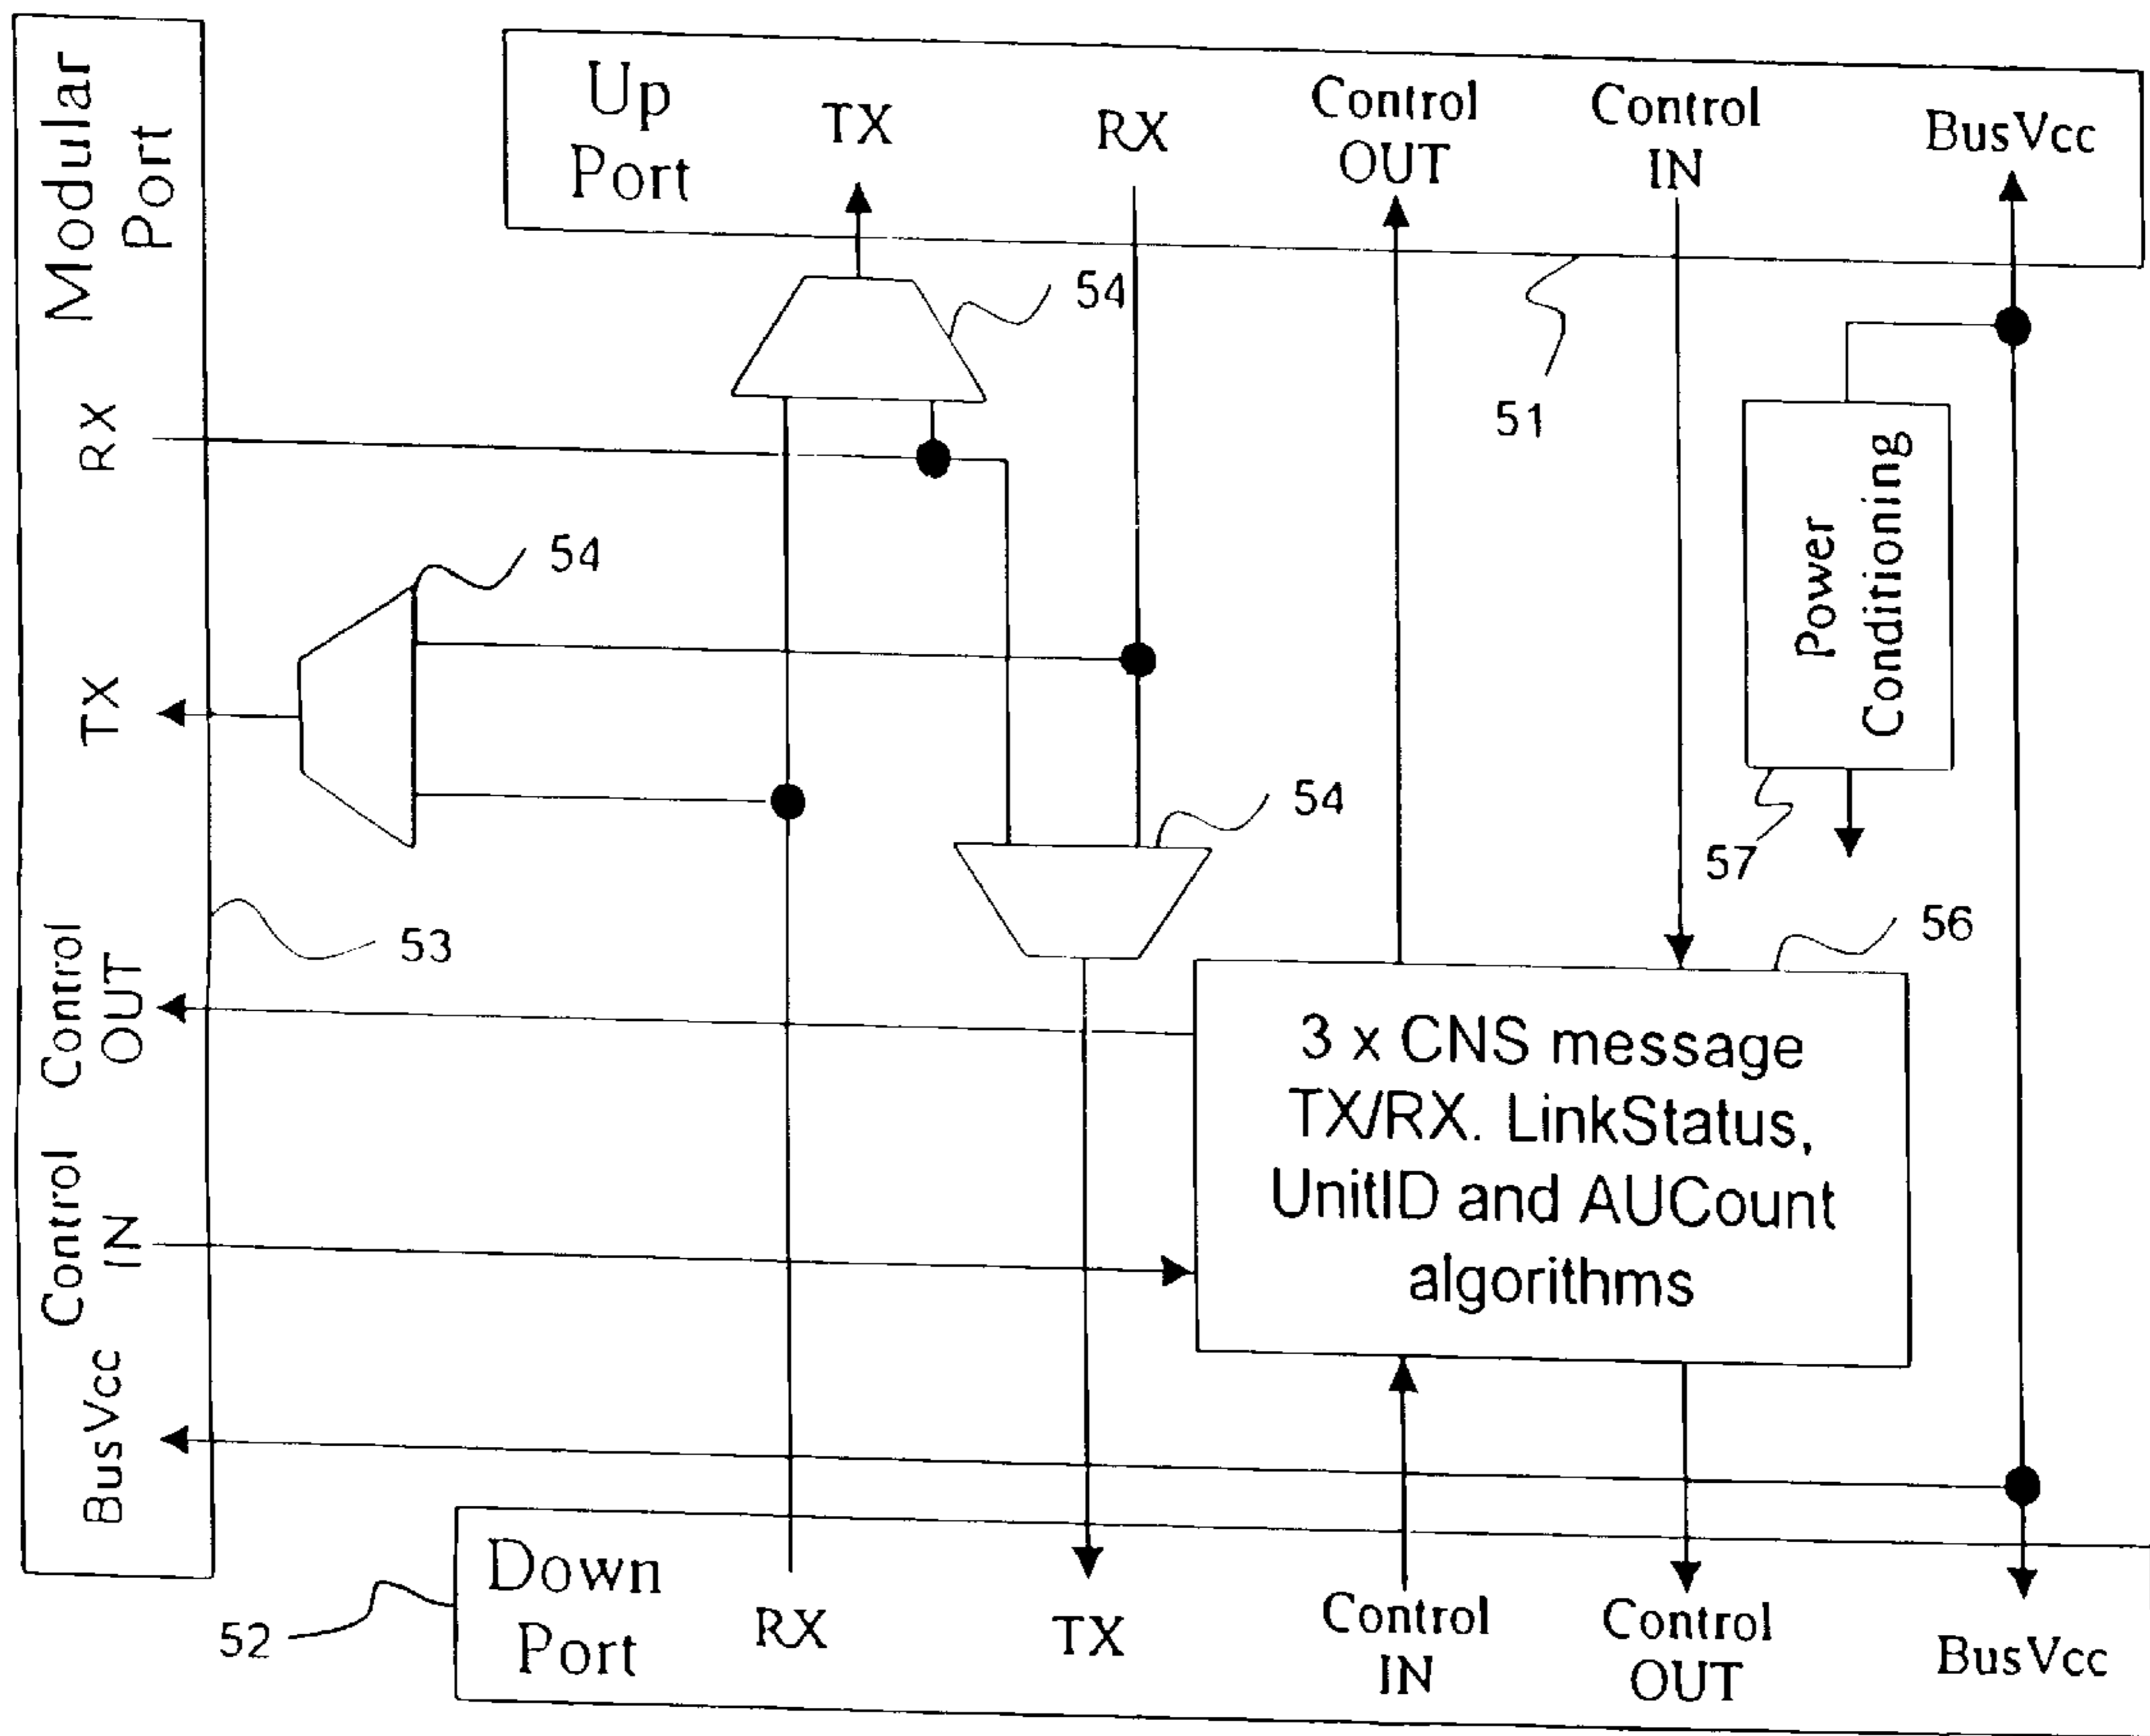 Modular
Port
RX
TX
Control
OUT
Control
IN
BusVcc
Up
Port
TX
RX
Control
OUT
Control
IN
BusVcc
54
51
54
54
53
57
Power
Conditioning
56
3 x CNS message
TX/RX. LinkStatus,
UnitID and AUCount
algorithms
52
Down
Port
RX
TX
Control
IN
Control
OUT
BusVcc